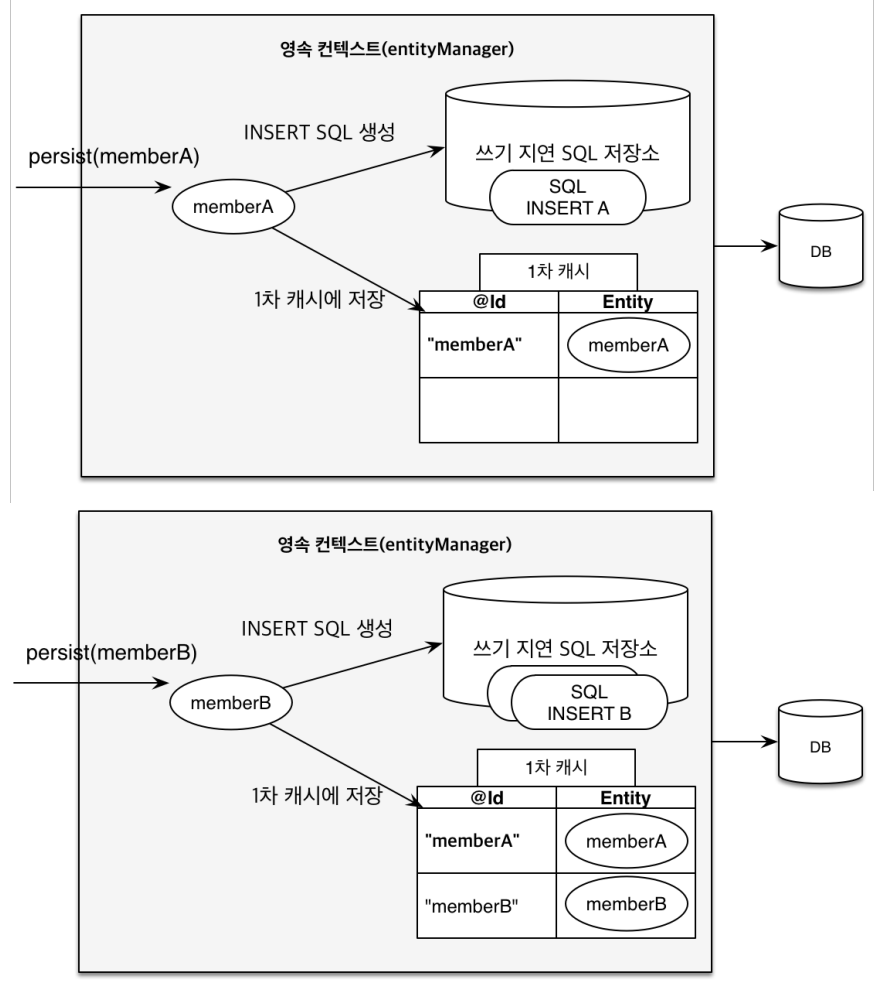 영속 컨텍스트(entityManager)
INSERT SQL 생성
persist(memberA)
쓰기 지연 SQL 저장소
SQL
INSERT A
memberA
DB
1차 캐시
1차 캐시에 저장
@Id Entity
"memberA" memberA
영속 컨텍스트(entityManager)
INSERT SQL 생성
persist(memberB)
쓰기 지연 SQL 저장소
SQL
INSERT B
memberB
DB
1차 캐시
1차 캐시에 저장
@Id Entity
"memberA" memberA
"memberB" memberB